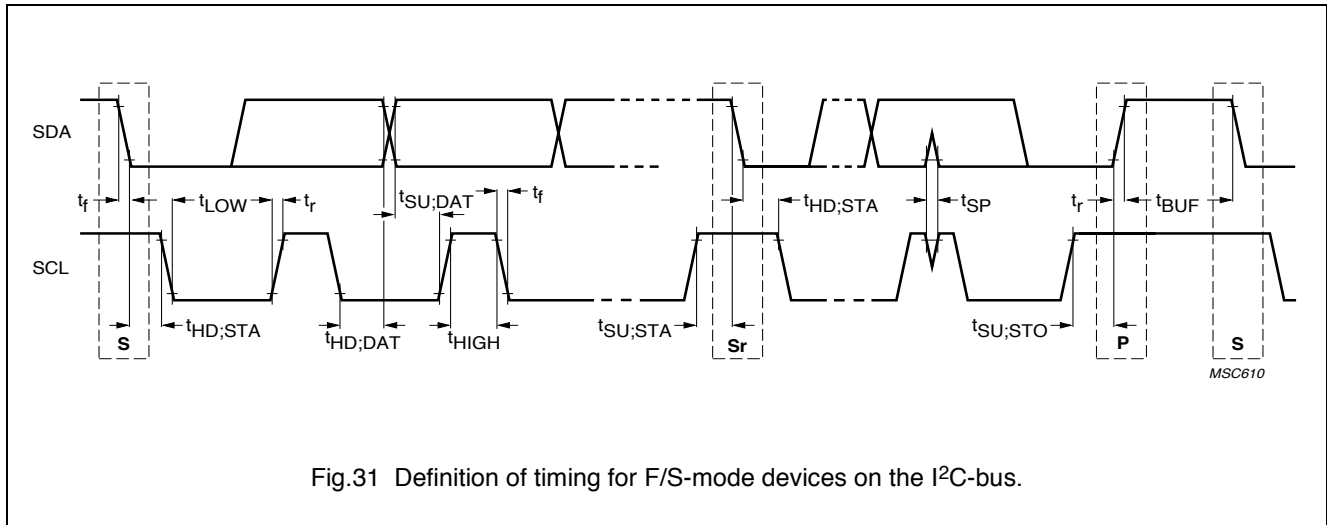 SDA
t_f t_LOW t_r t_SU;DAT t_f t_HD;STA t_SP t_r t_BUF
SCL
t_HD;STA t_HD;DAT t_HIGH t_SU;STA t_SU;STO
S Sr P S
MSC610
Fig.31 Definition of timing for F/S-mode devices on the I²C-bus.